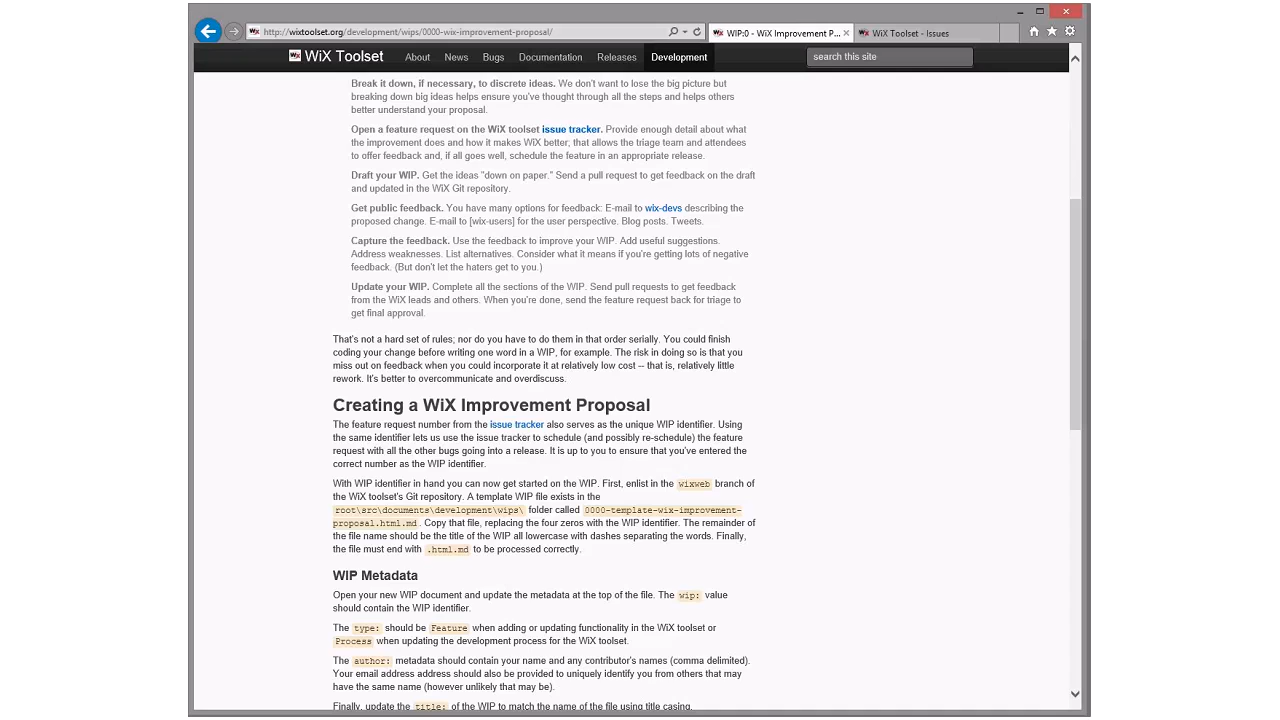 http://wixtoolset.org/development/wips/0000-wix-improvement-proposal/
WIP:0 - WiX Improvement P...
WiX Toolset - Issues
WiX Toolset
About
News
Bugs
Documentation
Releases
Development
search this site
Break it down, if necessary, to discrete ideas. We don't want to lose the big picture but
breaking down big ideas helps ensure you've thought through all the steps and helps others
better understand your proposal.
Open a feature request on the WiX toolset issue tracker. Provide enough detail about what
the improvement does and how it makes WiX better; that allows the triage team and attendees
to offer feedback and, if all goes well, schedule the feature in an appropriate release.
Draft your WIP. Get the ideas "down on paper." Send a pull request to get feedback on the draft
and updated in the WiX Git repository.
Get public feedback. You have many options for feedback: E-mail to wix-devs describing the
proposed change. E-mail to [wix-users] for the user perspective. Blog posts. Tweets.
Capture the feedback. Use the feedback to improve your WIP. Add useful suggestions.
Address weaknesses. List alternatives. Consider what it means if you're getting lots of negative
feedback. (But don't let the haters get to you.)
Update your WIP. Complete all the sections of the WIP. Send pull requests to get feedback
from the WiX leads and others. When you're done, send the feature request back for triage to
get final approval.
That's not a hard set of rules; nor do you have to do them in that order serially. You could finish
coding your change before writing one word in a WIP, for example. The risk in doing so is that you
miss out on feedback when you could incorporate it at relatively low cost -- that is, relatively little
rework. It's better to overcommunicate and overdiscuss.
Creating a WiX Improvement Proposal
The feature request number from the issue tracker also serves as the unique WIP identifier. Using
the same identifier lets us use the issue tracker to schedule (and possibly re-schedule) the feature
request with all the other bugs going into a release. It is up to you to ensure that you've entered the
correct number as the WIP identifier.
With WIP identifier in hand you can now get started on the WIP. First, enlist in the wixweb branch of
the WiX toolset's Git repository. A template WIP file exists in the
root\src\documents\development\wips\ folder called 0000-template-wix-improvement-
proposal.html.md . Copy that file, replacing the four zeros with the WIP identifier. The remainder of
the file name should be the title of the WIP all lowercase with dashes separating the words. Finally,
the file must end with .html.md to be processed correctly.
WIP Metadata
Open your new WIP document and update the metadata at the top of the file. The wip: value
should contain the WIP identifier.
The type: should be Feature when adding or updating functionality in the WiX toolset or
Process when updating the development process for the WiX toolset.
The author: metadata should contain your name and any contributor's names (comma delimited).
Your email address address should also be provided to uniquely identify you from others that may
have the same name (however unlikely that may be).
Finally, update the title: of the WIP to match the name of the file using title casing.